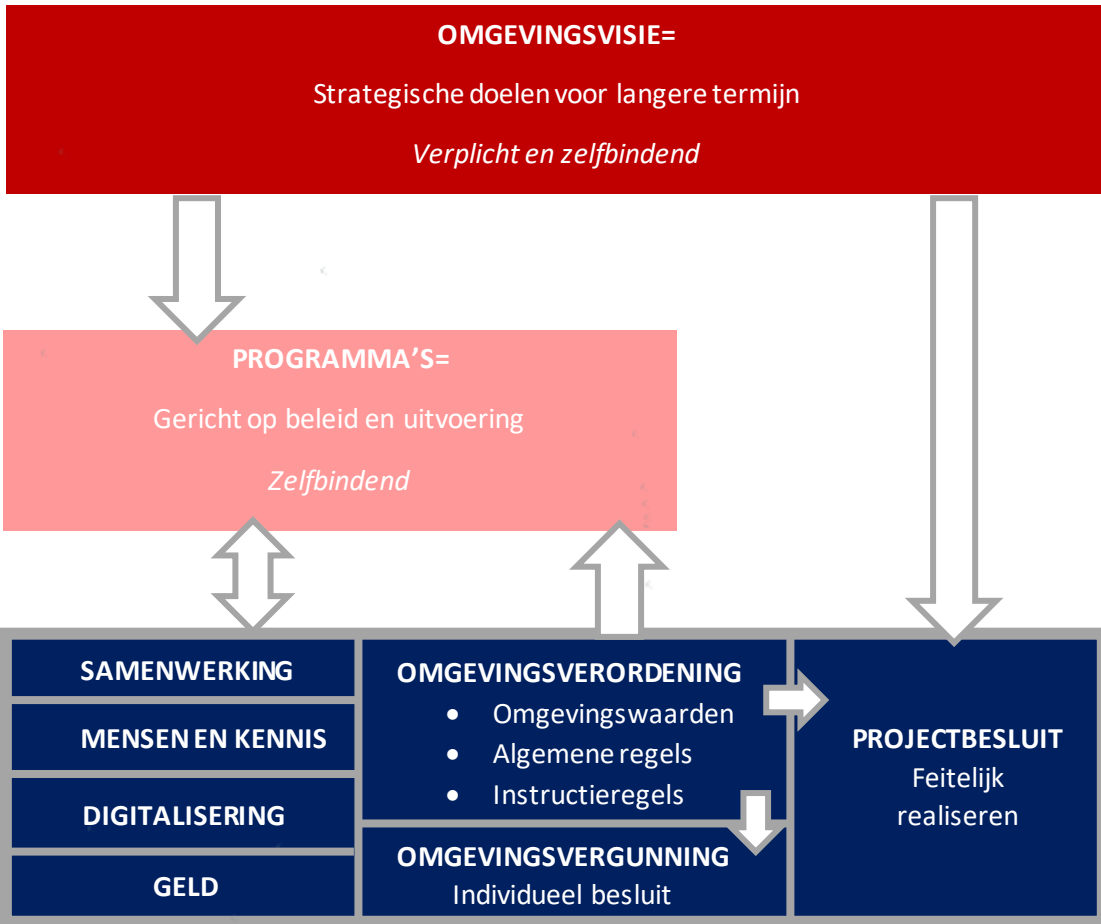 OMGEVINGSVISIE=
Strategische doelen voor langere termijn
Verplicht en zelfbindend
PROGRAMMA’S=
Gericht op beleid en uitvoering
Zelfbindend
SAMENWERKING
MENSEN EN KENNIS
DIGITALISERING
GELD
OMGEVINGSVERORDENING
• Omgevingswaarden
• Algemene regels
• Instructieregels
OMGEVINGSVERGUNNING
Individueel besluit
PROJECTBESLUIT
Feitelijk
realiseren